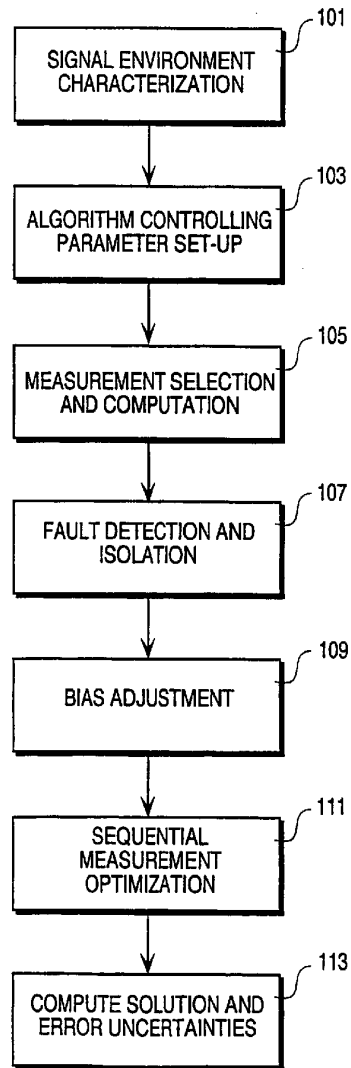 101
SIGNAL ENVIRONMENT
CHARACTERIZATION
103
ALGORITHM CONTROLLING
PARAMETER SET-UP
105
MEASUREMENT SELECTION
AND COMPUTATION
107
FAULT DETECTION AND
ISOLATION
109
BIAS ADJUSTMENT
111
SEQUENTIAL
MEASUREMENT
OPTIMIZATION
113
COMPUTE SOLUTION AND
ERROR UNCERTAINTIES